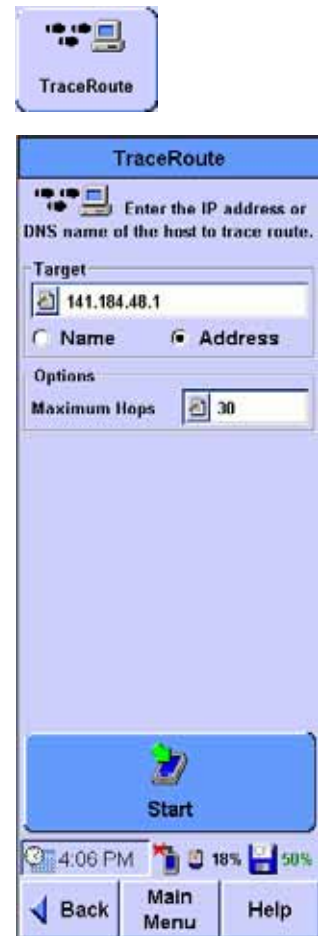 TraceRoute
TraceRoute
Enter the IP address or
DNS name of the host to trace route.
Target
141.184.48.1
Name Address
Options
Maximum Hops 30
Start
4:06 PM 18% 50%
Back Main Menu Help